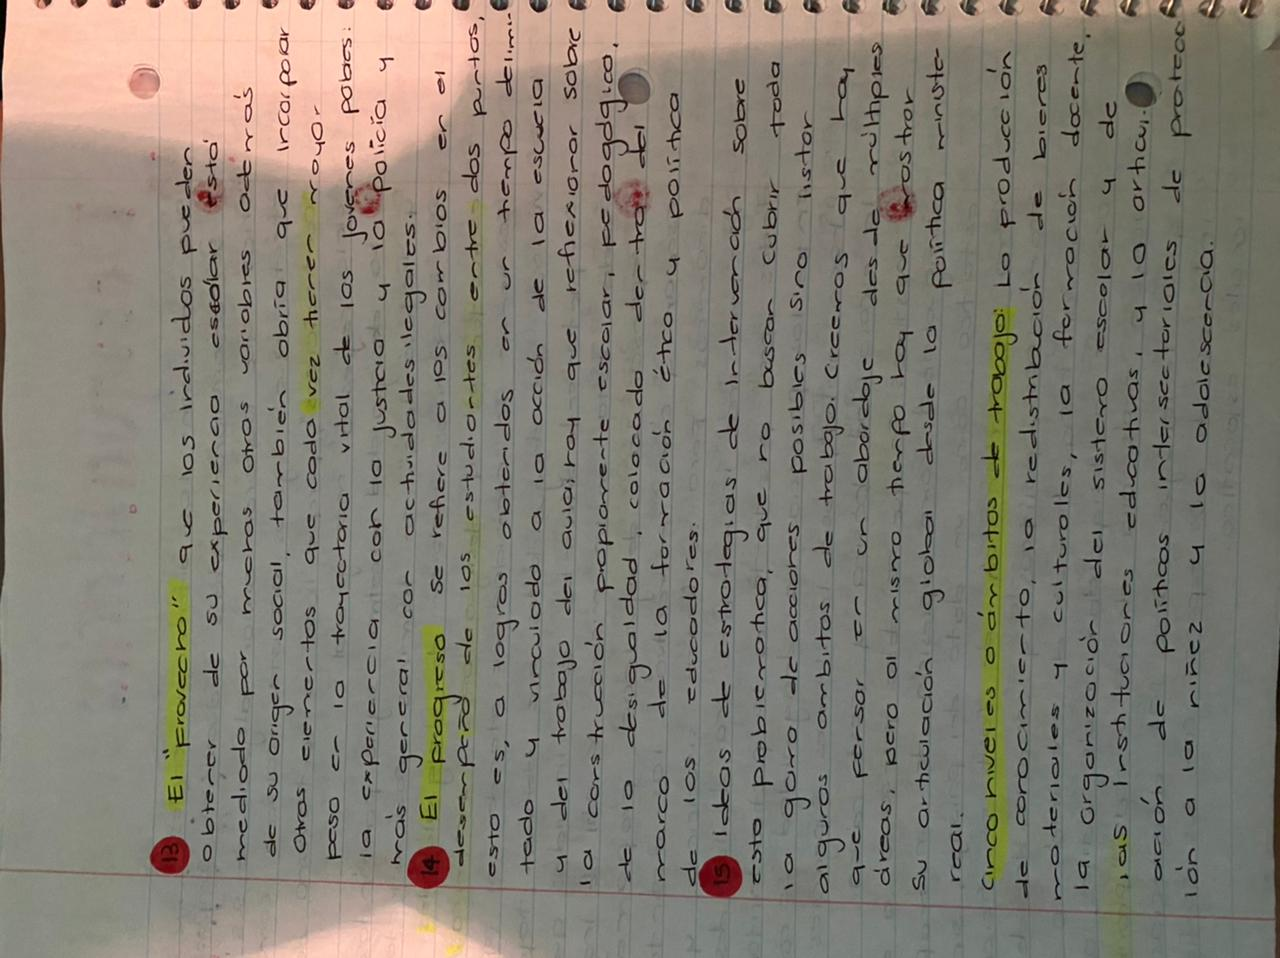 13 El "provecho" que los individuos pueden
obtener de su experiencia escolar está
mediado por muchas otras variables además
de su origen social, también abría que incorporar
otros elementos que cada vez tienen mayor
peso en la trayectoria vital de los jóvenes pobres:
la experiencia con la justicia y la policía y
más general con actividades ilegales.
14 El progreso se refiere a los cambios en el
desempeño de los estudiantes entre dos puntos,
esto es, a logros obtenidos en un tiempo delimi-
tado y vinculado a la acción de la escuela
y del trabajo del aula; hay que reflexionar sobre
la construcción propiamente escolar, pedagógica,
de la desigualdad, colocado dentro del
marco de la formación ética y política
de los educadores.
15 Ideas de estrategias de intervención sobre
esta problemática, que no buscan cubrir toda
la gama de acciones posibles sino listar
algunos ambitos de trabajo. Creemos que hay
que pensar en un abordaje desde múltiples
áreas, pero al mismo tiempo hay que mostrar
su articulación global desde la política ministe-
real.
Cinco niveles o ámbitos de trabajo: La producción
de conocimiento, la redistribución de bienes
materiales y culturales, la formación docente,
la organización del sistema escolar y de
las instituciones educativas, y la articul-
ación de políticas intersectoriales de protecc-
ión a la niñez y la adolescencia.